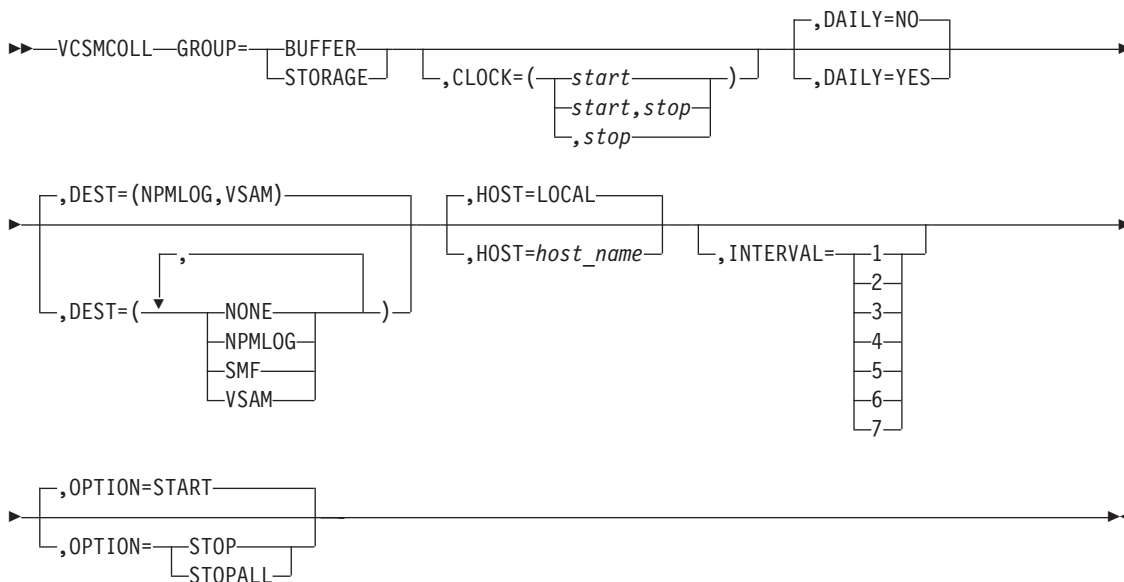 ,DAILY=NO
VCSMCOLL GROUP= BUFFER
STORAGE ,CLOCK=( start ) ,DAILY=YES
start,stop
,stop
,DEST=(NPMLOG,VSAM) ,HOST=LOCAL
, ,HOST=host_name ,INTERVAL= 1
2
,DEST=( NONE ) 3
NPMLOG 4
SMF 5
VSAM 6
7
,OPTION=START
,OPTION= STOP
STOPALL